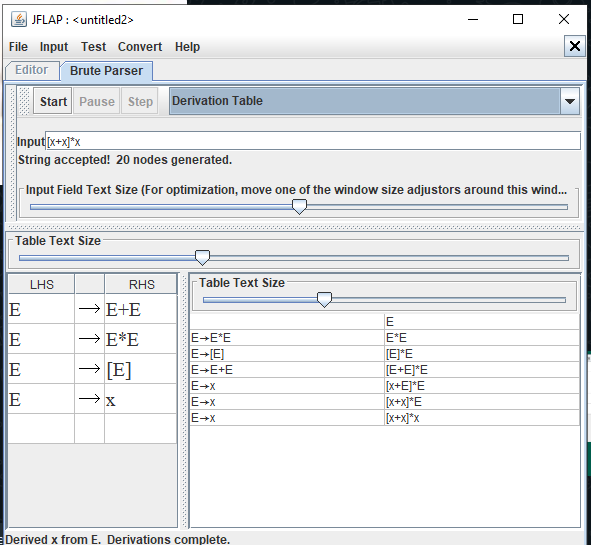 JFLAP : <untitled2>
File Input Test Convert Help
Editor Brute Parser
Start Pause Step Derivation Table
Input [x+x]*x
String accepted! 20 nodes generated.
Input Field Text Size (For optimization, move one of the window size adjustors around this wind...
Table Text Size
LHS RHS
E → E+E
E → E*E
E → [E]
E → x
Table Text Size
E
E→E*E E*E
E→[E] [E]*E
E→E+E [E+E]*E
E→x [x+E]*E
E→x [x+x]*E
E→x [x+x]*x
Derived x from E. Derivations complete.